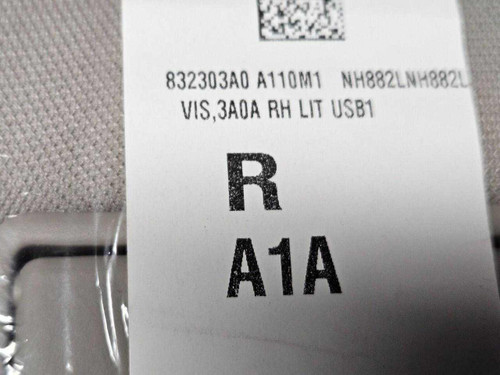 832303A0 A110M1 NH882LNH882L
VIS,3A0A RH LIT USB1
R
A1A